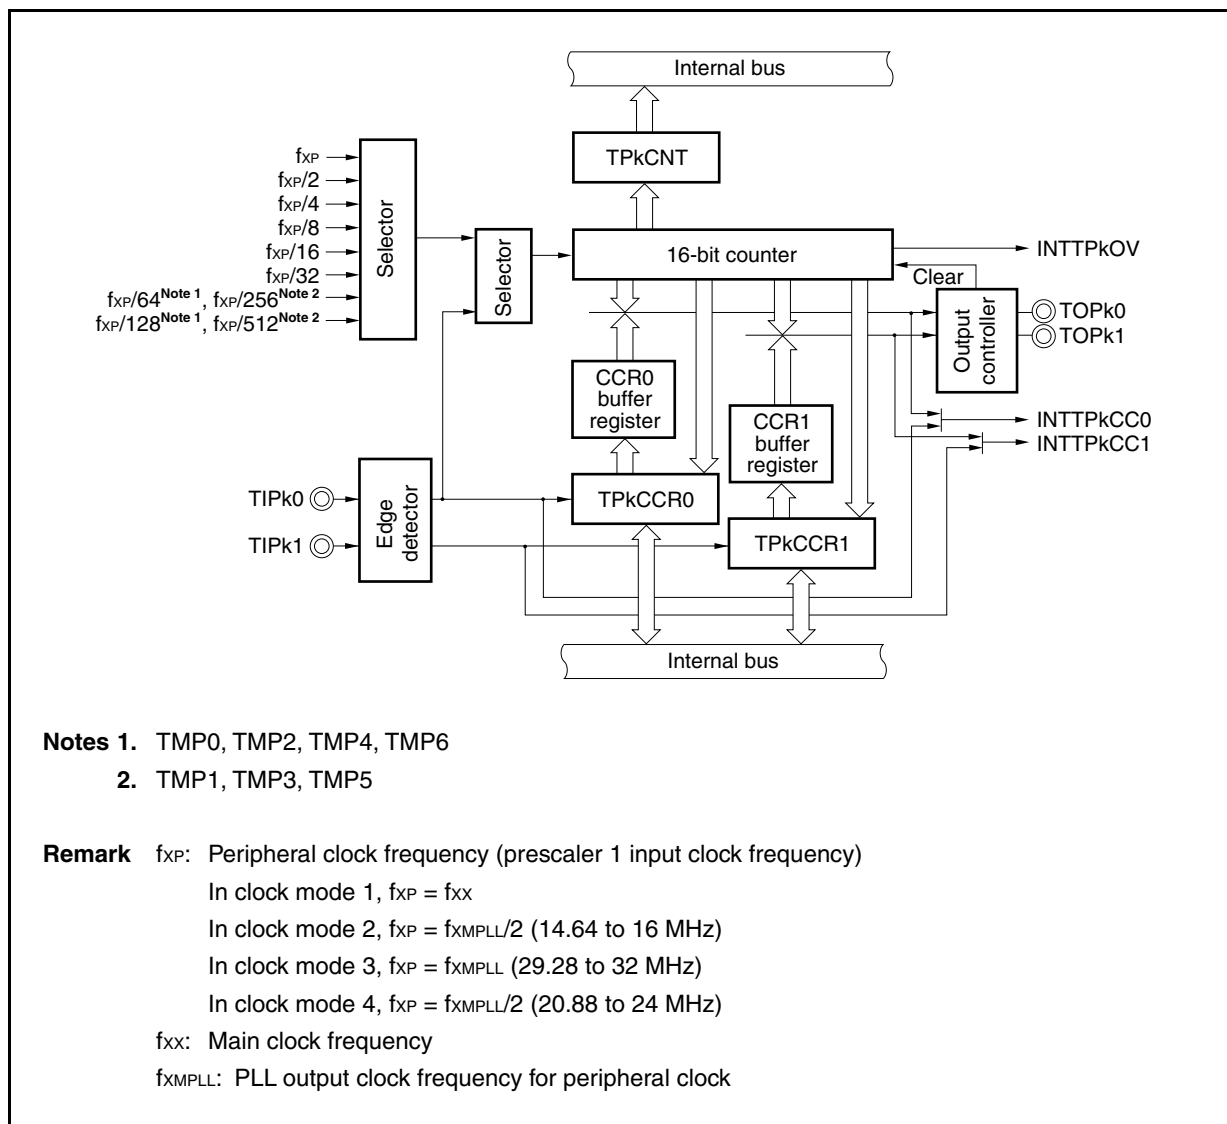 Internal bus
TPkCNT
fXP
fXP/2
fXP/4
fXP/8
fXP/16
fXP/32
fXP/64Note 1, fXP/256Note 2
fXP/128Note 1, fXP/512Note 2
Selector
Selector
16-bit counter
INTTPkOV
Clear
Output
controller
TOPk0
TOPk1
CCR0
buffer
register
CCR1
buffer
register
INTTPkCC0
INTTPkCC1
TIPk0
TIPk1
Edge
detector
TPkCCR0
TPkCCR1
Internal bus
Notes 1. TMP0, TMP2, TMP4, TMP6
2. TMP1, TMP3, TMP5
Remark fXP: Peripheral clock frequency (prescaler 1 input clock frequency)
In clock mode 1, fXP = fXX
In clock mode 2, fXP = fXMPLL/2 (14.64 to 16 MHz)
In clock mode 3, fXP = fXMPLL (29.28 to 32 MHz)
In clock mode 4, fXP = fXMPLL/2 (20.88 to 24 MHz)
fXX: Main clock frequency
fXMPLL: PLL output clock frequency for peripheral clock